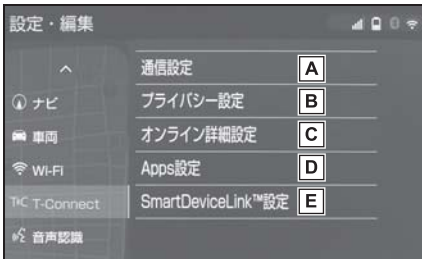 設定・編集
通信設定 A
ナビ
プライバシー設定 B
車両
オンライン詳細設定 C
Wi-Fi
Apps設定 D
T-Connect
SmartDeviceLink™設定 E
音声認識